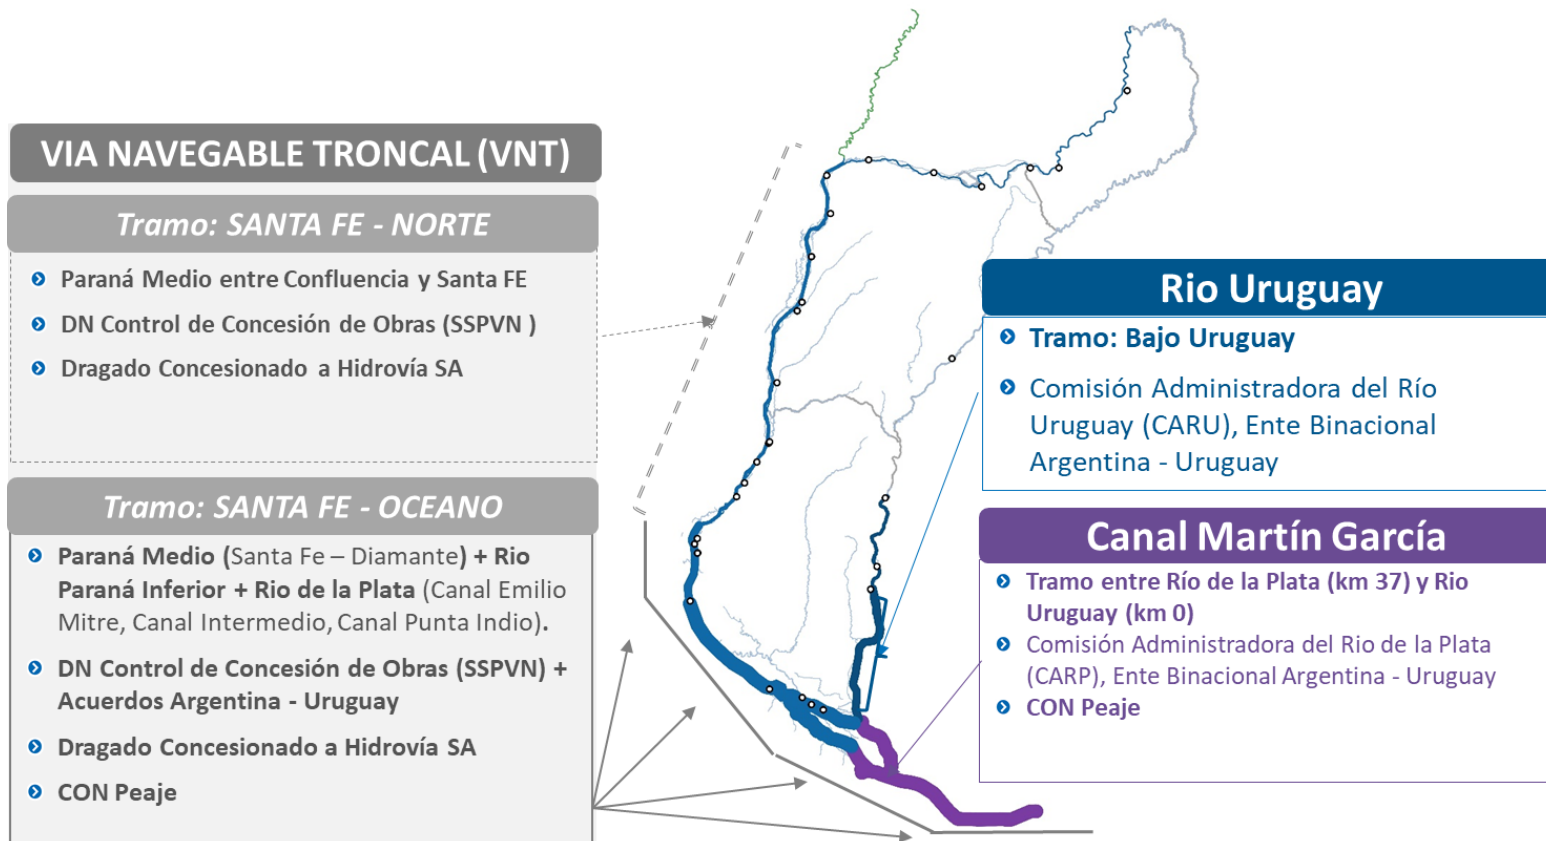 VIA NAVEGABLE TRONCAL (VNT)
Tramo: SANTA FE - NORTE
Paraná Medio entre Confluencia y Santa FE
DN Control de Concesión de Obras (SSPVN )
Dragado Concesionado a Hidrovía SA
Tramo: SANTA FE - OCEANO
Paraná Medio (Santa Fe – Diamante) + Rio
Paraná Inferior + Rio de la Plata (Canal Emilio
Mitre, Canal Intermedio, Canal Punta Indio).
DN Control de Concesión de Obras (SSPVN) +
Acuerdos Argentina - Uruguay
Dragado Concesionado a Hidrovía SA
CON Peaje
Rio Uruguay
Tramo: Bajo Uruguay
Comisión Administradora del Río
Uruguay (CARU), Ente Binacional
Argentina - Uruguay
Canal Martín García
Tramo entre Río de la Plata (km 37) y Rio
Uruguay (km 0)
Comisión Administradora del Rio de la Plata
(CARP), Ente Binacional Argentina - Uruguay
CON Peaje